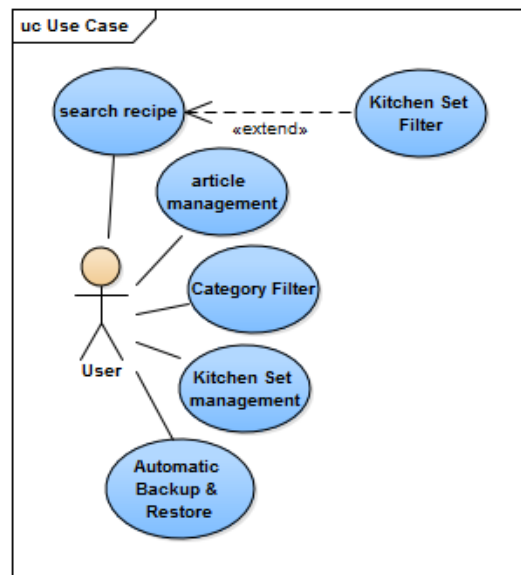 uc Use Case
search recipe
«extend»
Kitchen Set
Filter
article
management
Category Filter
User
Kitchen Set
management
Automatic
Backup &
Restore